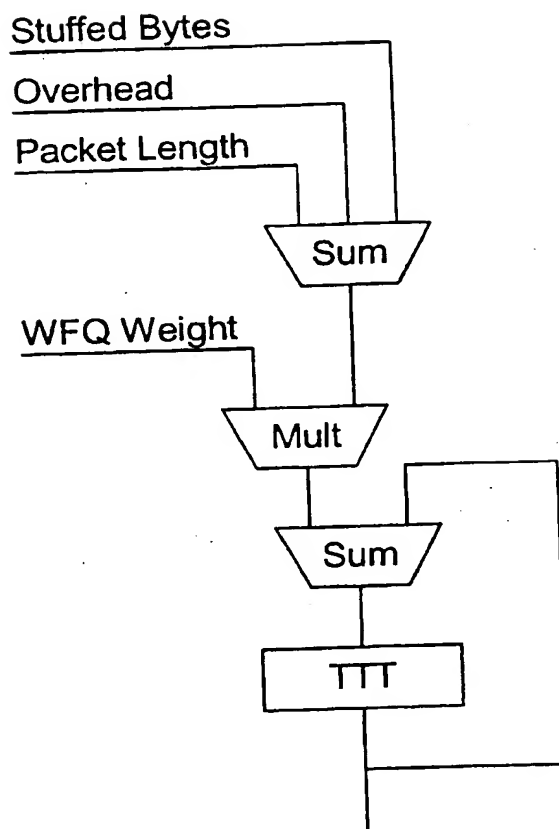 Stuffed Bytes
Overhead
Packet Length
Sum
WFQ Weight
Mult
Sum
TTT